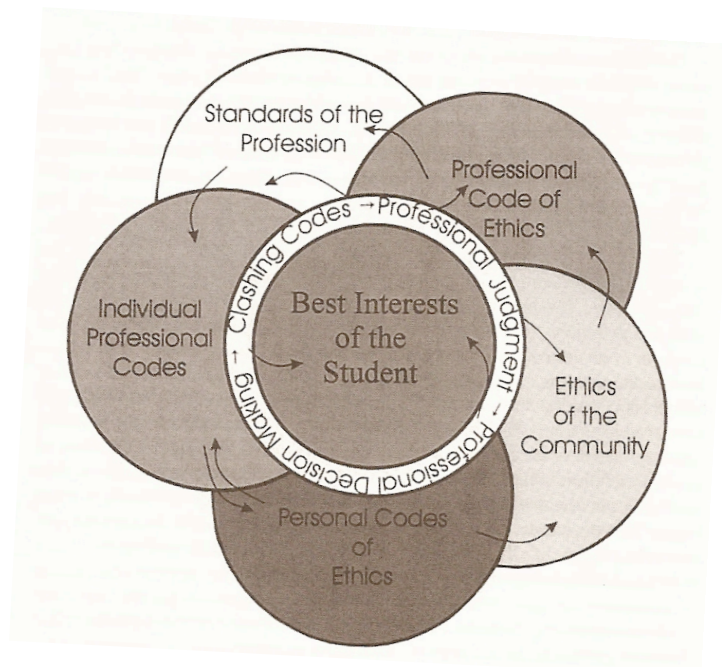 Standards of the
Profession
Professional
Code of
Ethics
Clashing Codes → Professional Judgment → Professional Decision Making →
Individual
Professional
Codes
Best Interests
of the
Student
Ethics
of the
Community
Personal Codes
of
Ethics